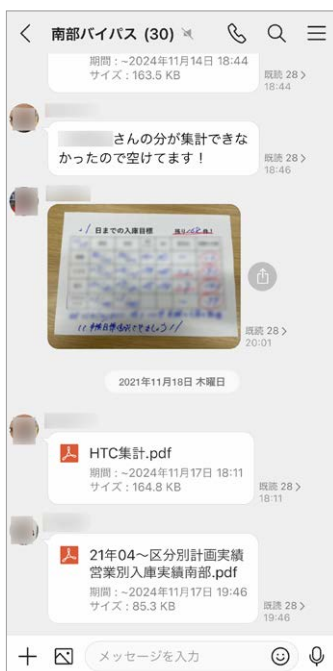 南部バイパス (30)
期間：~2024年11月14日 18:44
サイズ：163.5 KB
既読 28
18:44
さんの分が集計できな
かったので空けてます！
既読 28
18:46
日までの入庫目標
既読 28
20:01
2021年11月18日 木曜日
HTC集計.pdf
期間：~2024年11月17日 18:11
サイズ：164.8 KB
既読 28
18:11
21年04～区分別計画実績
営業別入庫実績南部.pdf
期間：~2024年11月17日 19:46
サイズ：85.3 KB
既読 28
19:46
メッセージを入力